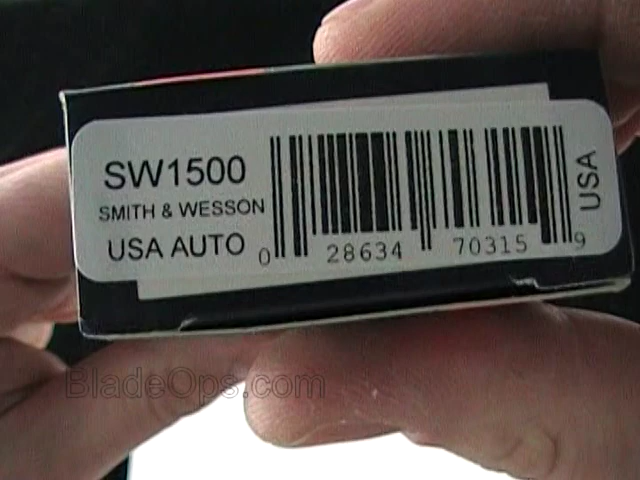 SW1500
SMITH & WESSON
USA AUTO
0 28634 70315 9
USA
BladeOps.com